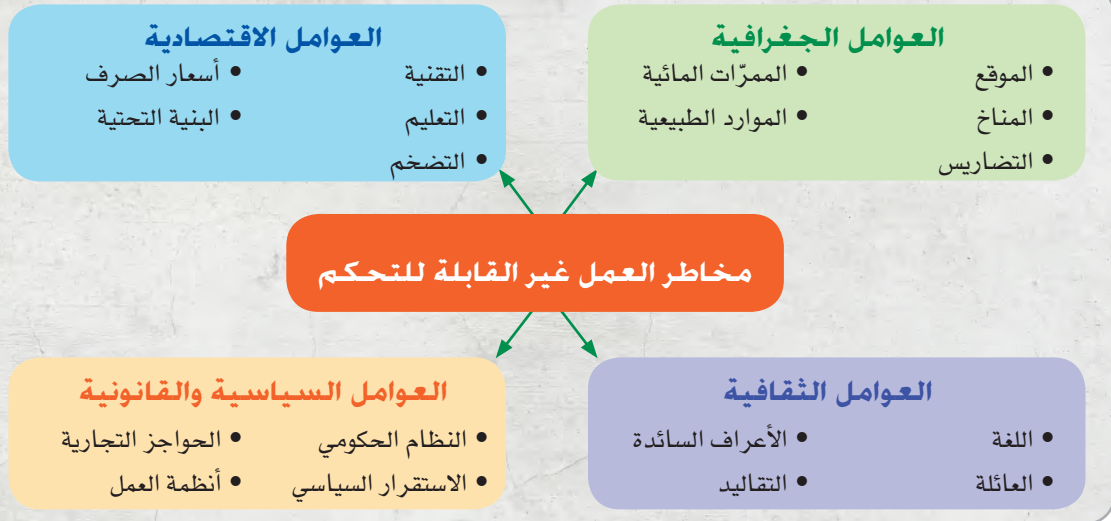 العوامل الجغرافية
• الموقع • الممرّات المائية
• المناخ • الموارد الطبيعية
• التضاريس
العوامل الاقتصادية
• التقنية • أسعار الصرف
• التعليم • البنية التحتية
• التضخم
مخاطر العمل غير القابلة للتحكم
العوامل الثقافية
• اللغة • الأعراف السائدة
• العائلة • التقاليد
العوامل السياسية والقانونية
• النظام الحكومي • الحواجز التجارية
• الاستقرار السياسي • أنظمة العمل